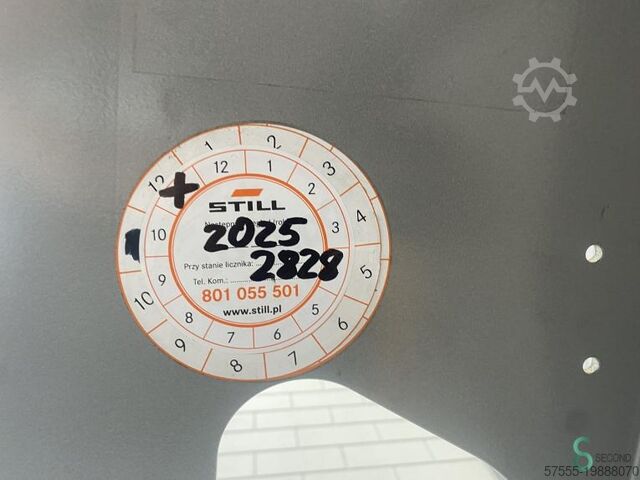 1 2 3 4 5 6 7 8 9 10 12
12 1 2 3 4 5 6 7 8 9 10
STILL
2025
Przy stanie licznika:
2828
Tel. Kom.:
801 055 501
www.still.pl
S SECOND
57555-19888070